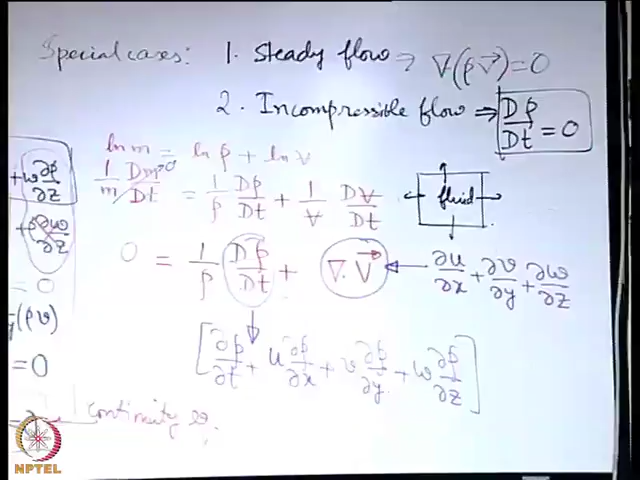 Special cases: 1. Steady flow ⇒ ∇(ρV⃗)=0
2. Incompressible flow ⇒ Dρ/Dt = 0
ln m = ln ρ + ln V
1/m Dm/Dt = 1/ρ Dρ/Dt + 1/V DV/Dt
fluid
0 = 1/ρ Dρ/Dt + ∇.V⃗ ← ∂u/∂x + ∂v/∂y + ∂w/∂z
[∂ρ/∂t + u ∂ρ/∂x + v ∂ρ/∂y + w ∂ρ/∂z]
+w ∂ρ/∂z
+ρ ∂w/∂z
= 0
(ρv)
= 0
continuity eq.
NPTEL